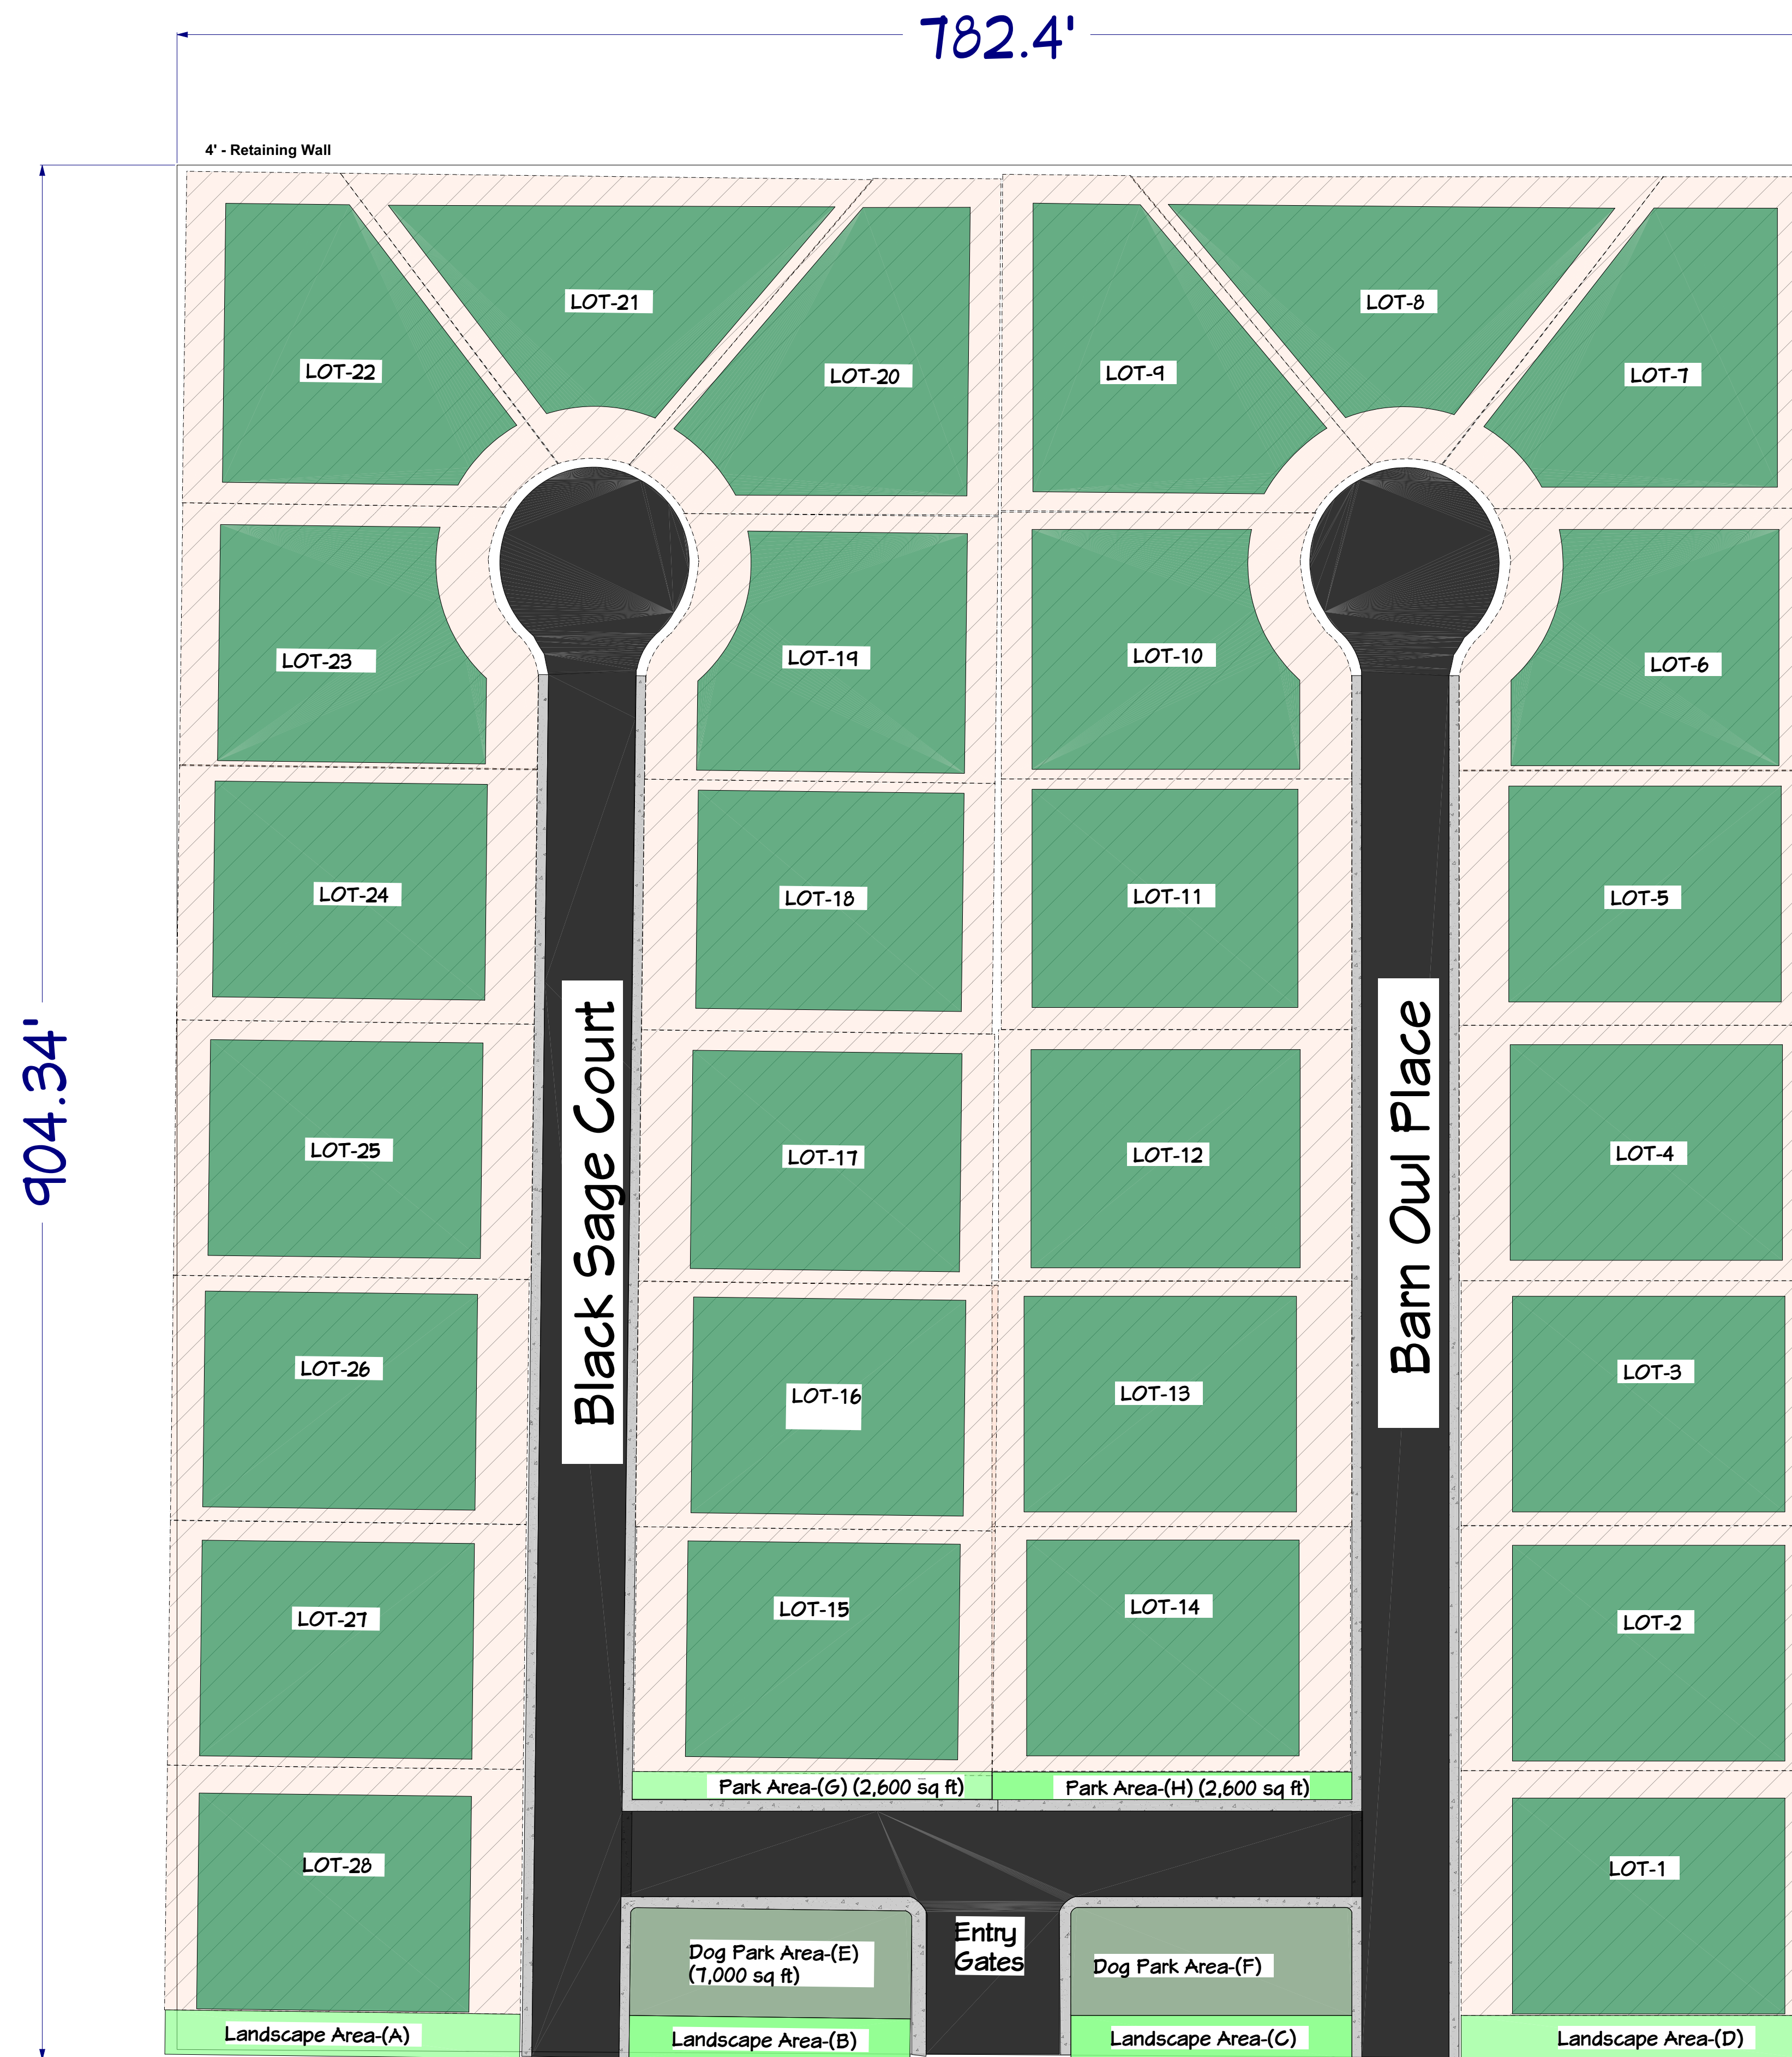 782.4'
4' - Retaining Wall
904.34'
LOT-21
LOT-8
LOT-22
LOT-20
LOT-9
LOT-7
LOT-23
LOT-19
LOT-10
LOT-6
LOT-24
LOT-18
LOT-11
LOT-5
Black Sage Court
Barn Owl Place
LOT-25
LOT-17
LOT-12
LOT-4
LOT-26
LOT-16
LOT-13
LOT-3
LOT-27
LOT-15
LOT-14
LOT-2
Park Area-(G) (2,600 sq ft)
Park Area-(H) (2,600 sq ft)
LOT-28
LOT-1
Entry
Gates
Dog Park Area-(E)
(7,000 sq ft)
Dog Park Area-(F)
Landscape Area-(A)
Landscape Area-(B)
Landscape Area-(C)
Landscape Area-(D)